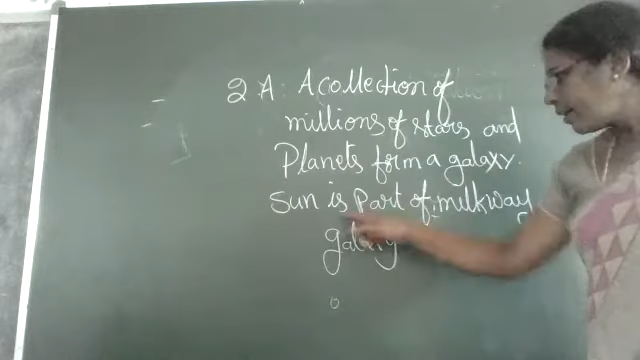 2 A: A collection of
millions of stars and
Planets form a galaxy.
Sun is Part of milkway
galaxy